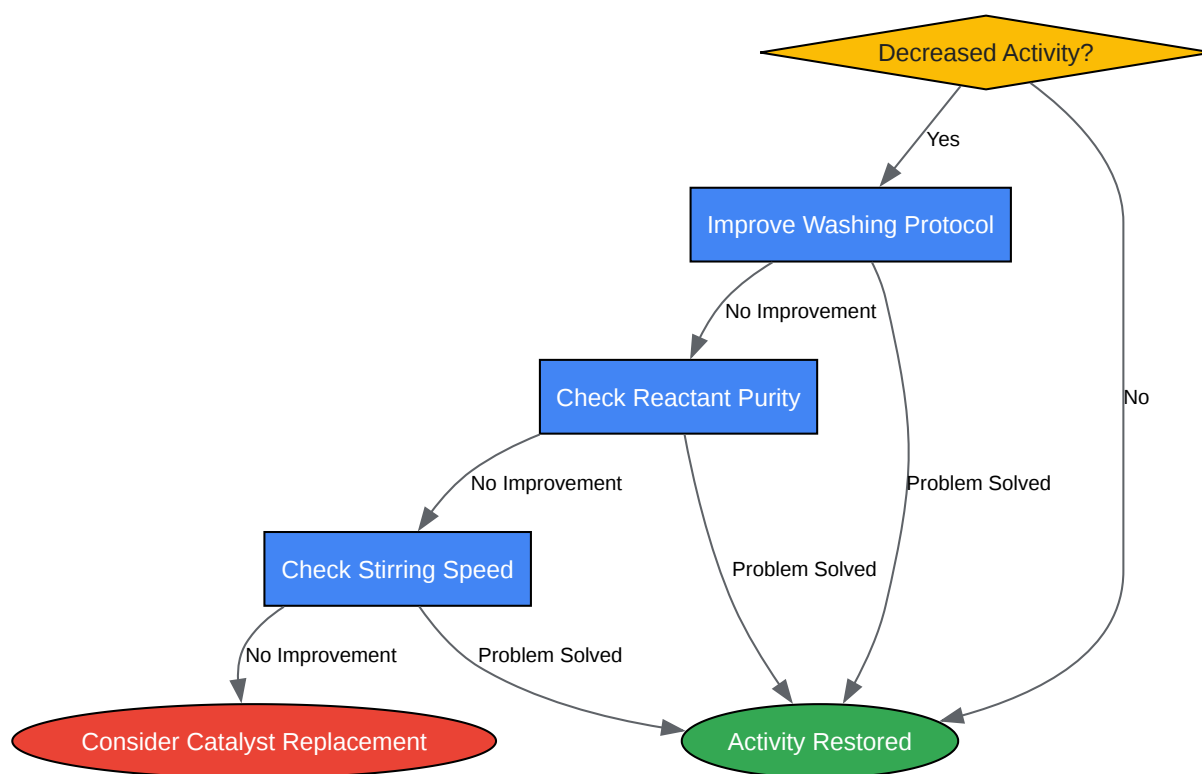 Decreased Activity?
Yes
Improve Washing Protocol
No Improvement
Check Reactant Purity
No
No Improvement
Problem Solved
Check Stirring Speed
Problem Solved
No Improvement
Problem Solved
Consider Catalyst Replacement
Activity Restored